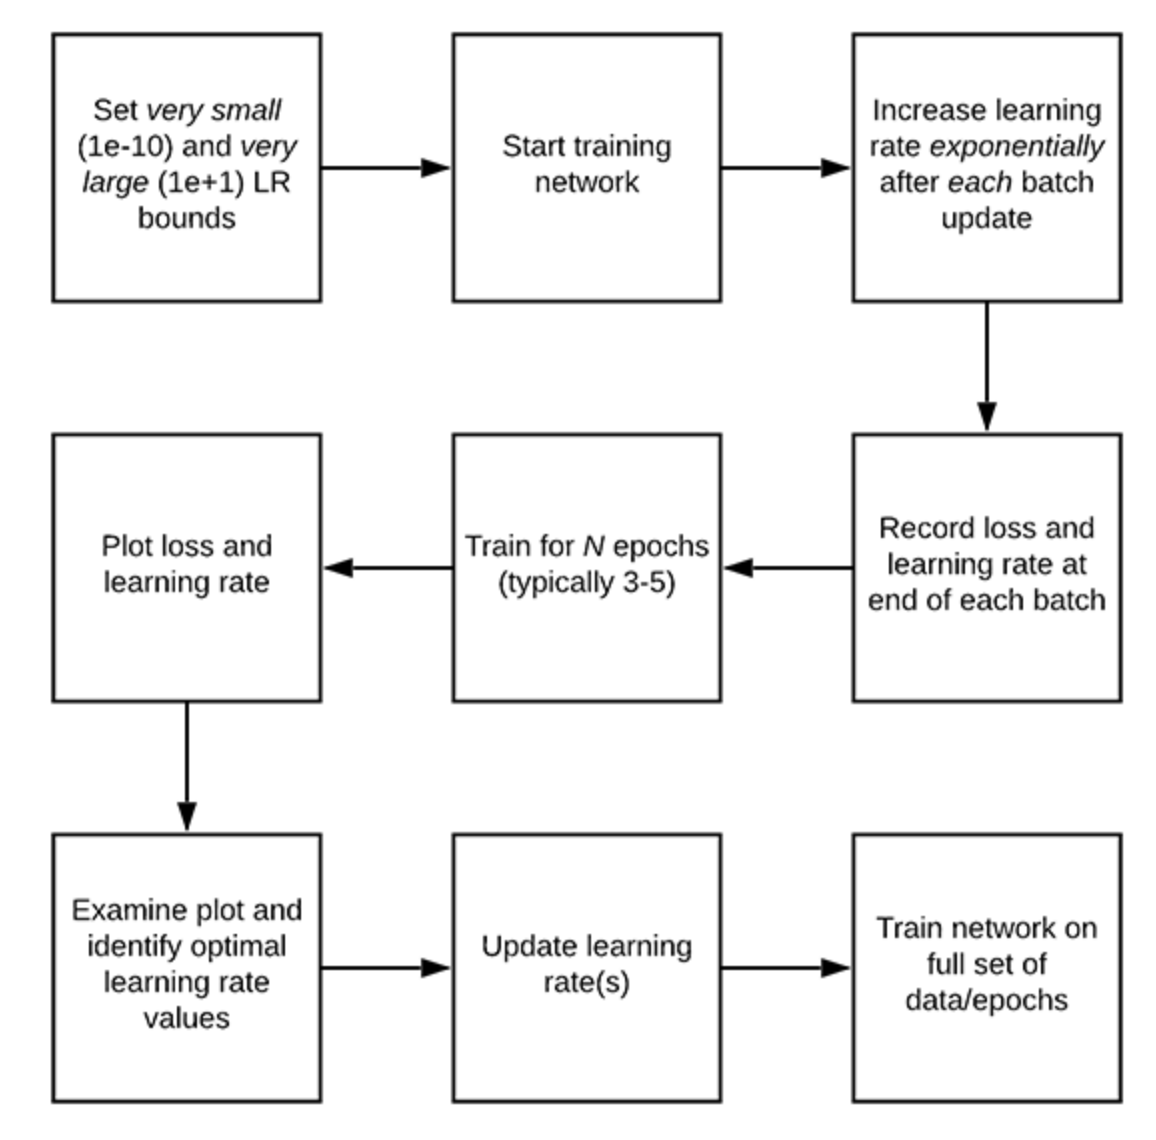 Set very small
(1e-10) and very
large (1e+1) LR
bounds
Start training
network
Increase learning
rate exponentially
after each batch
update
Record loss and
learning rate at
end of each batch
Train for N epochs
(typically 3-5)
Plot loss and
learning rate
Examine plot and
identify optimal
learning rate
values
Update learning
rate(s)
Train network on
full set of
data/epochs